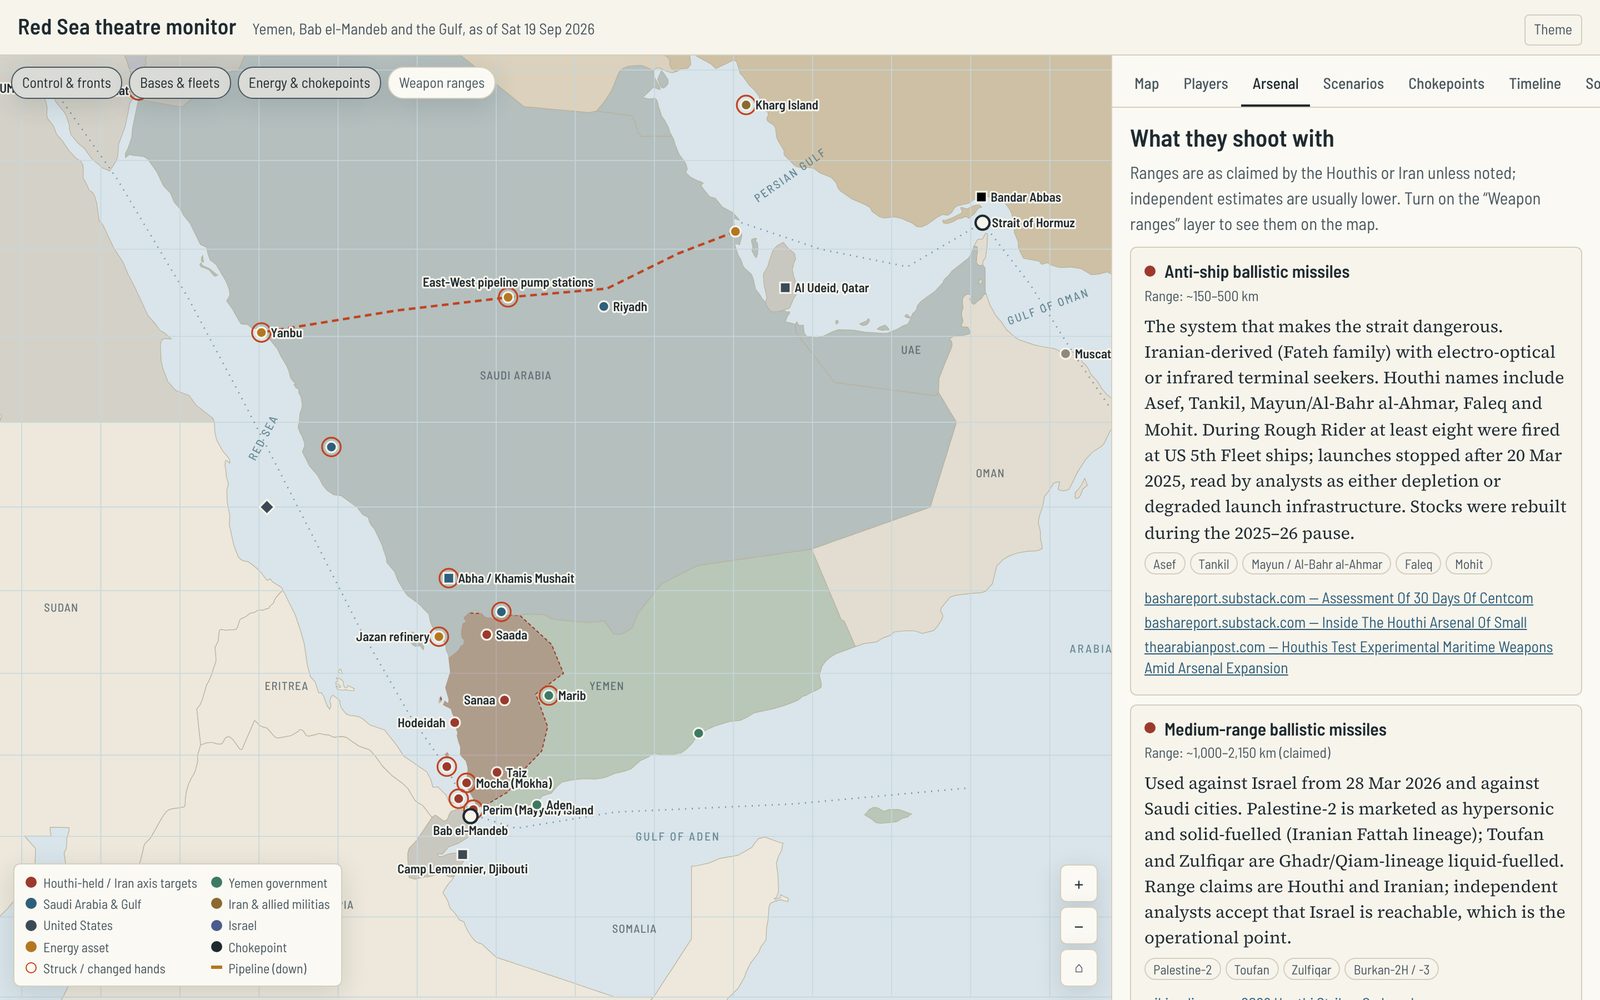 Red Sea theatre monitor
Yemen, Bab el-Mandeb and the Gulf, as of Sat 19 Sep 2026
Theme
Control & fronts
Bases & fleets
Energy & chokepoints
Weapon ranges
Kharg Island
PERSIAN GULF
Bandar Abbas
Strait of Hormuz
East-West pipeline pump stations
Al Udeid, Qatar
Riyadh
GULF OF OMAN
Yanbu
UAE
Muscat
SAUDI ARABIA
RED SEA
OMAN
Abha / Khamis Mushait
SUDAN
Saada
Jazan refinery
ARABIA
ERITREA
YEMEN
Marib
Sanaa
Hodeidah
Taiz
Mocha (Mokha)
Aden
Perim (Mayyun) Island
Bab el-Mandeb
GULF OF ADEN
Camp Lemonnier, Djibouti
SOMALIA
IA
Houthi-held / Iran axis targets
Yemen government
Saudi Arabia & Gulf
Iran & allied militias
United States
Israel
Energy asset
Chokepoint
Struck / changed hands
Pipeline (down)
+
−
⌂
Map
Players
Arsenal
Scenarios
Chokepoints
Timeline
So
What they shoot with
Ranges are as claimed by the Houthis or Iran unless noted;
independent estimates are usually lower. Turn on the “Weapon
ranges” layer to see them on the map.
Anti-ship ballistic missiles
Range: ~150–500 km
The system that makes the strait dangerous.
Iranian-derived (Fateh family) with electro-optical
or infrared terminal seekers. Houthi names include
Asef, Tankil, Mayun/Al-Bahr al-Ahmar, Faleq and
Mohit. During Rough Rider at least eight were fired
at US 5th Fleet ships; launches stopped after 20 Mar
2025, read by analysts as either depletion or
degraded launch infrastructure. Stocks were rebuilt
during the 2025–26 pause.
Asef
Tankil
Mayun / Al-Bahr al-Ahmar
Faleq
Mohit
bashareport.substack.com — Assessment Of 30 Days Of Centcom
bashareport.substack.com — Inside The Houthi Arsenal Of Small
thearabianpost.com — Houthis Test Experimental Maritime Weapons
Amid Arsenal Expansion
Medium-range ballistic missiles
Range: ~1,000–2,150 km (claimed)
Used against Israel from 28 Mar 2026 and against
Saudi cities. Palestine-2 is marketed as hypersonic
and solid-fuelled (Iranian Fattah lineage); Toufan
and Zulfiqar are Ghadr/Qiam-lineage liquid-fuelled.
Range claims are Houthi and Iranian; independent
analysts accept that Israel is reachable, which is the
operational point.
Palestine-2
Toufan
Zulfiqar
Burkan-2H / -3